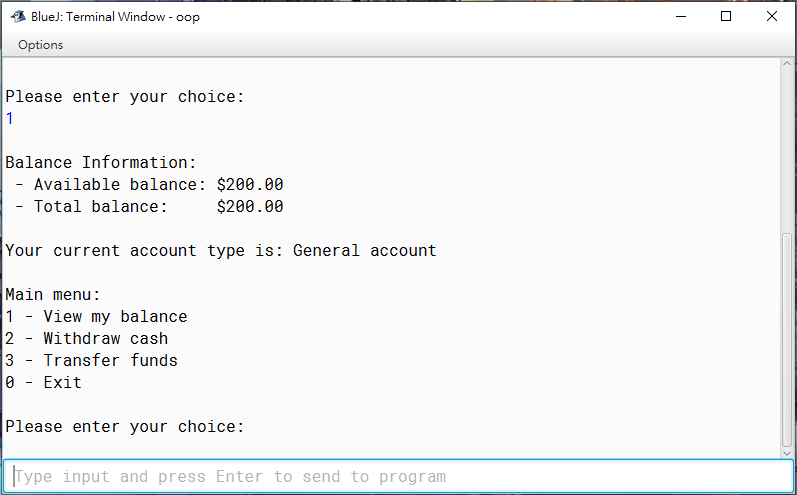 BlueJ: Terminal Window - oop
Options
Please enter your choice:
1
Balance Information:
 - Available balance: $200.00
 - Total balance:     $200.00
Your current account type is: General account
Main menu:
1 - View my balance
2 - Withdraw cash
3 - Transfer funds
0 - Exit
Please enter your choice:
Type input and press Enter to send to program